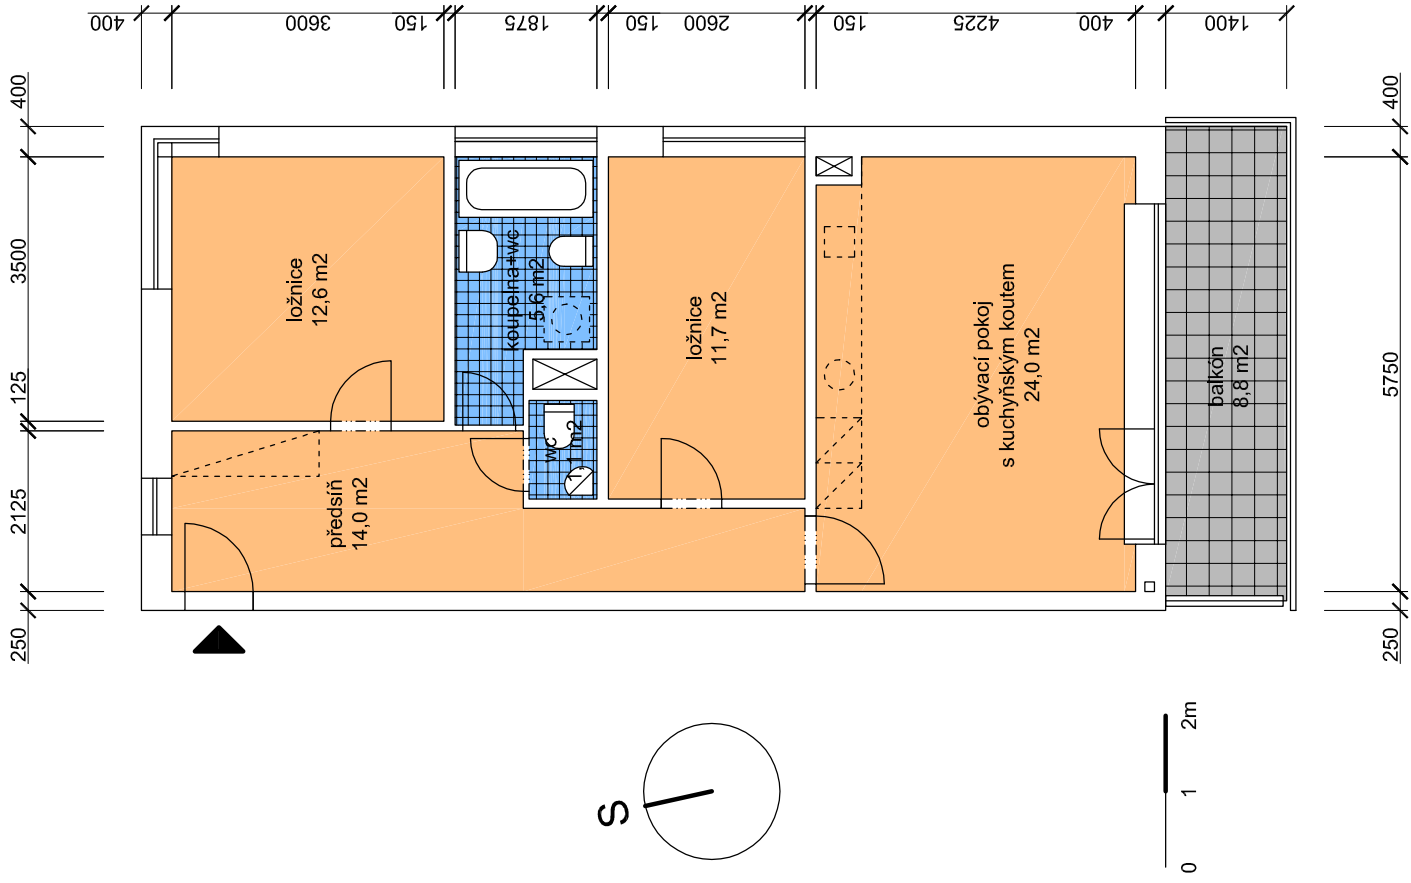 400
3600
150
1875
150
2600
150
4225
400
1400
400
3500
125
2125
250
400
5750
250
ložnice
12,6 m2
koupelna+wc
5,6 m2
ložnice
11,7 m2
obývací pokoj
s kuchyňským koutem
24,0 m2
balkón
8,8 m2
předsíň
14,0 m2
wc
1,1 m2
S
0
1
2m